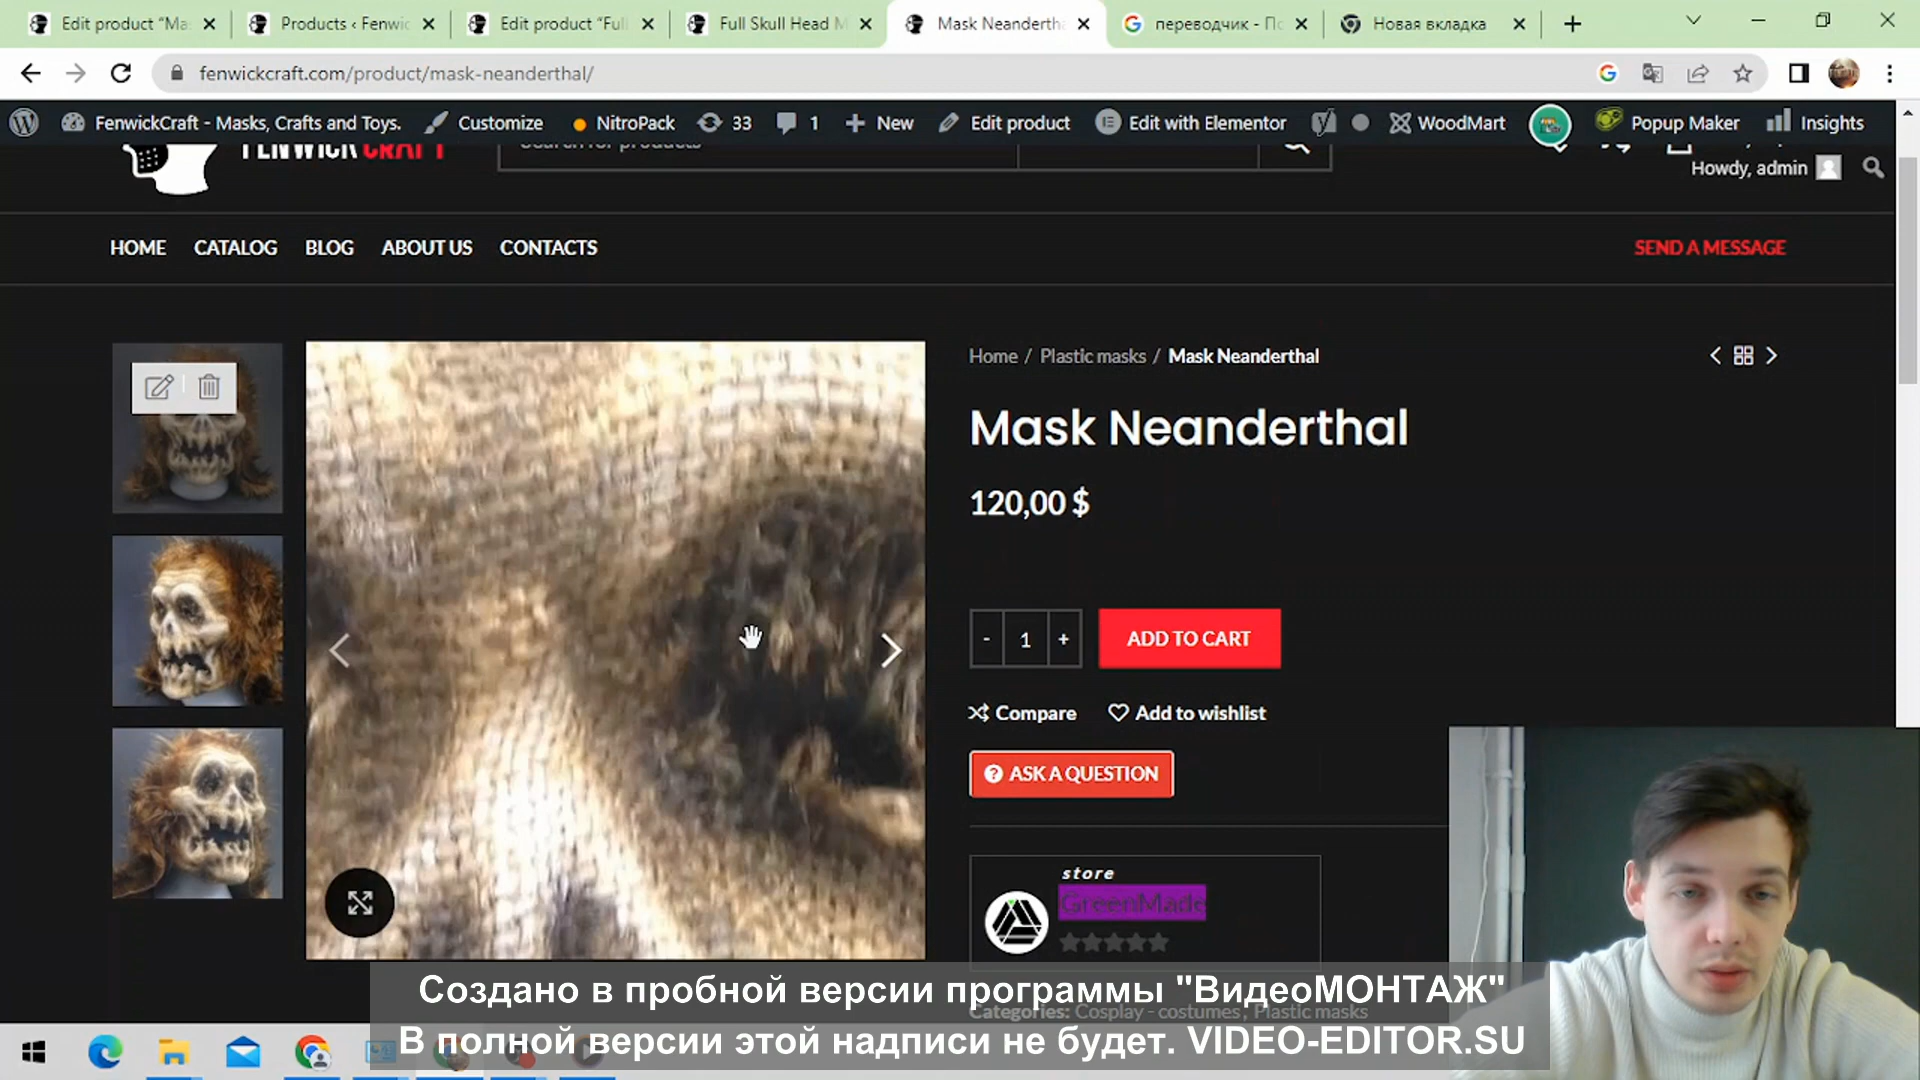 Edit product “Ma
Products ‹ Fenwic
Edit product “Full
Full Skull Head M
Mask Neandertha
переводчик - По
Новая вкладка
fenwickcraft.com/product/mask-neanderthal/
FenwickCraft - Masks, Crafts and Toys.
Customize
NitroPack
33
1
New
Edit product
Edit with Elementor
WoodMart
Popup Maker
Insights
FENWICK CRAFT
Search for products
Howdy, admin
HOME
CATALOG
BLOG
ABOUT US
CONTACTS
SEND A MESSAGE
Home / Plastic masks / Mask Neanderthal
Mask Neanderthal
120,00 $
- 1 +
ADD TO CART
Compare
Add to wishlist
ASK A QUESTION
store
GreenMade
Categories: Cosplay - costumes, Plastic masks
Создано в пробной версии программы "ВидеоМОНТАЖ"
В полной версии этой надписи не будет. VIDEO-EDITOR.SU